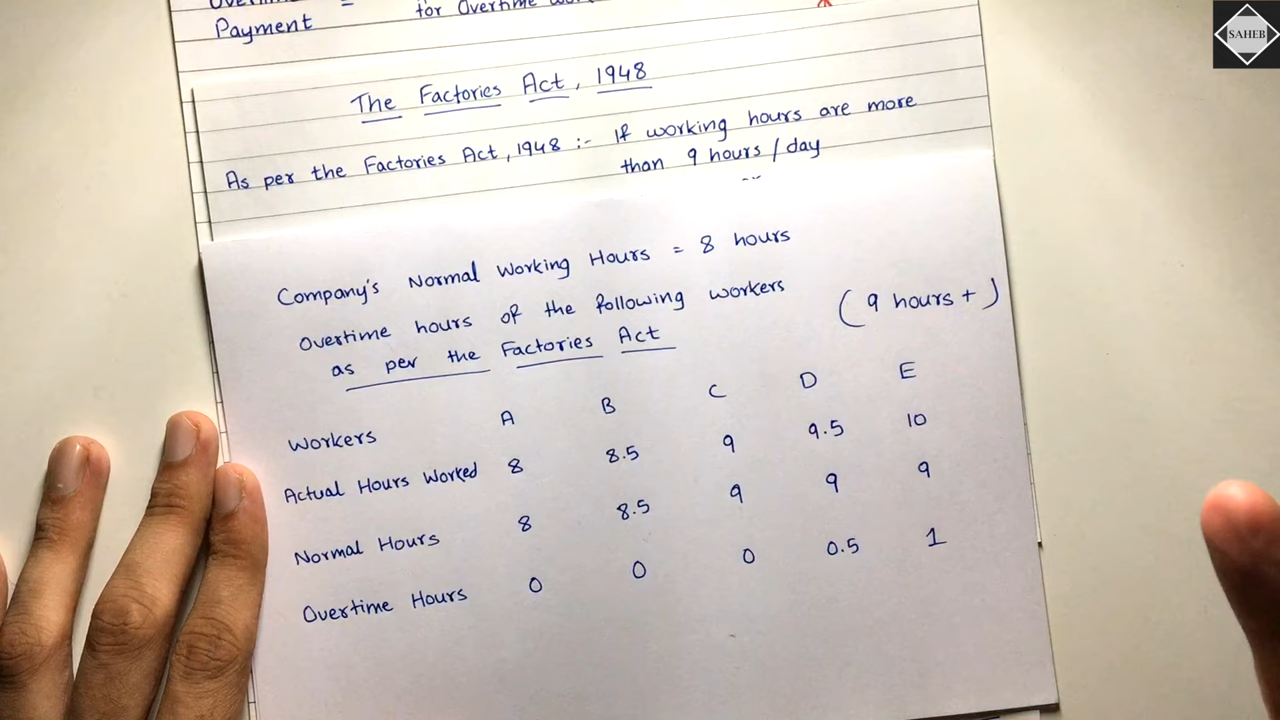 Payment =
for Overtime
The Factories Act, 1948
As per the Factories Act, 1948 :- If working hours are more
than 9 hours / day
Company's Normal Working Hours = 8 hours
Overtime hours of the following workers
as per the Factories Act (9 hours +)
Workers A B C D E
Actual Hours Worked 8 8.5 9 9.5 10
Normal Hours 8 8.5 9 9 9
Overtime Hours 0 0 0 0.5 1
SAHEB